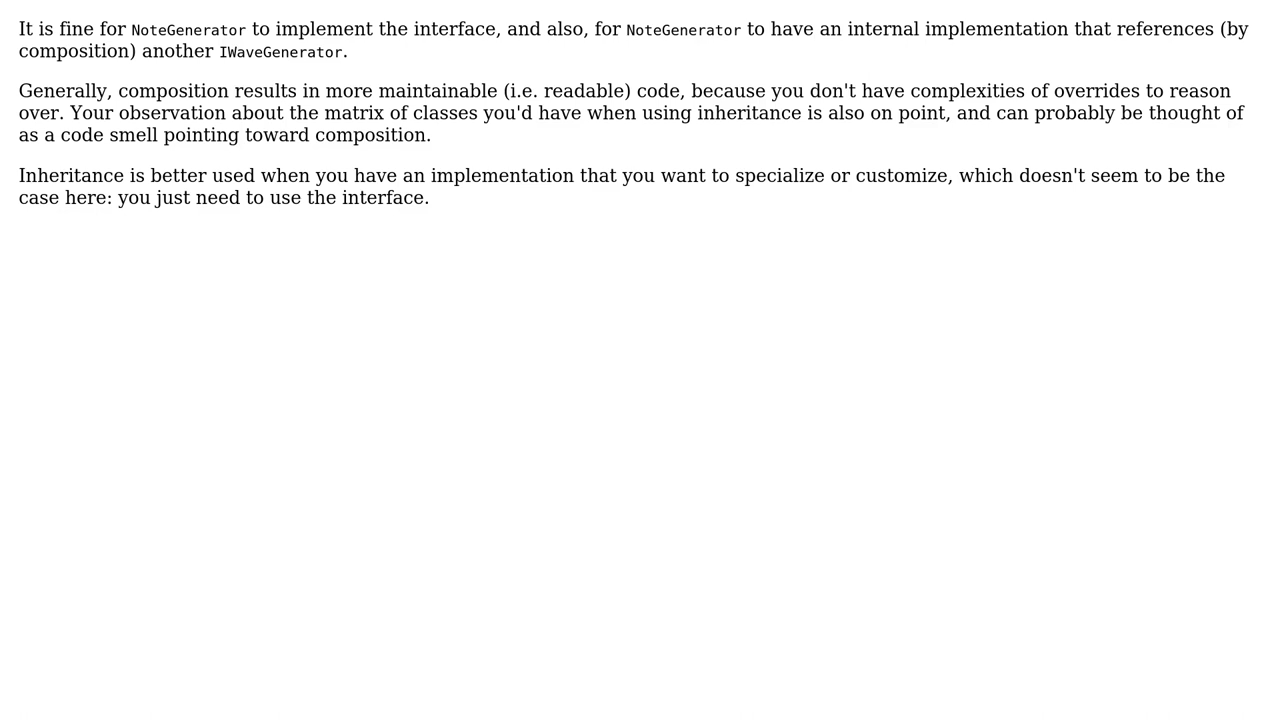 It is fine for NoteGenerator to implement the interface, and also, for NoteGenerator to have an internal implementation that references (by
composition) another IWaveGenerator.
Generally, composition results in more maintainable (i.e. readable) code, because you don't have complexities of overrides to reason
over. Your observation about the matrix of classes you'd have when using inheritance is also on point, and can probably be thought of
as a code smell pointing toward composition.
Inheritance is better used when you have an implementation that you want to specialize or customize, which doesn't seem to be the
case here: you just need to use the interface.